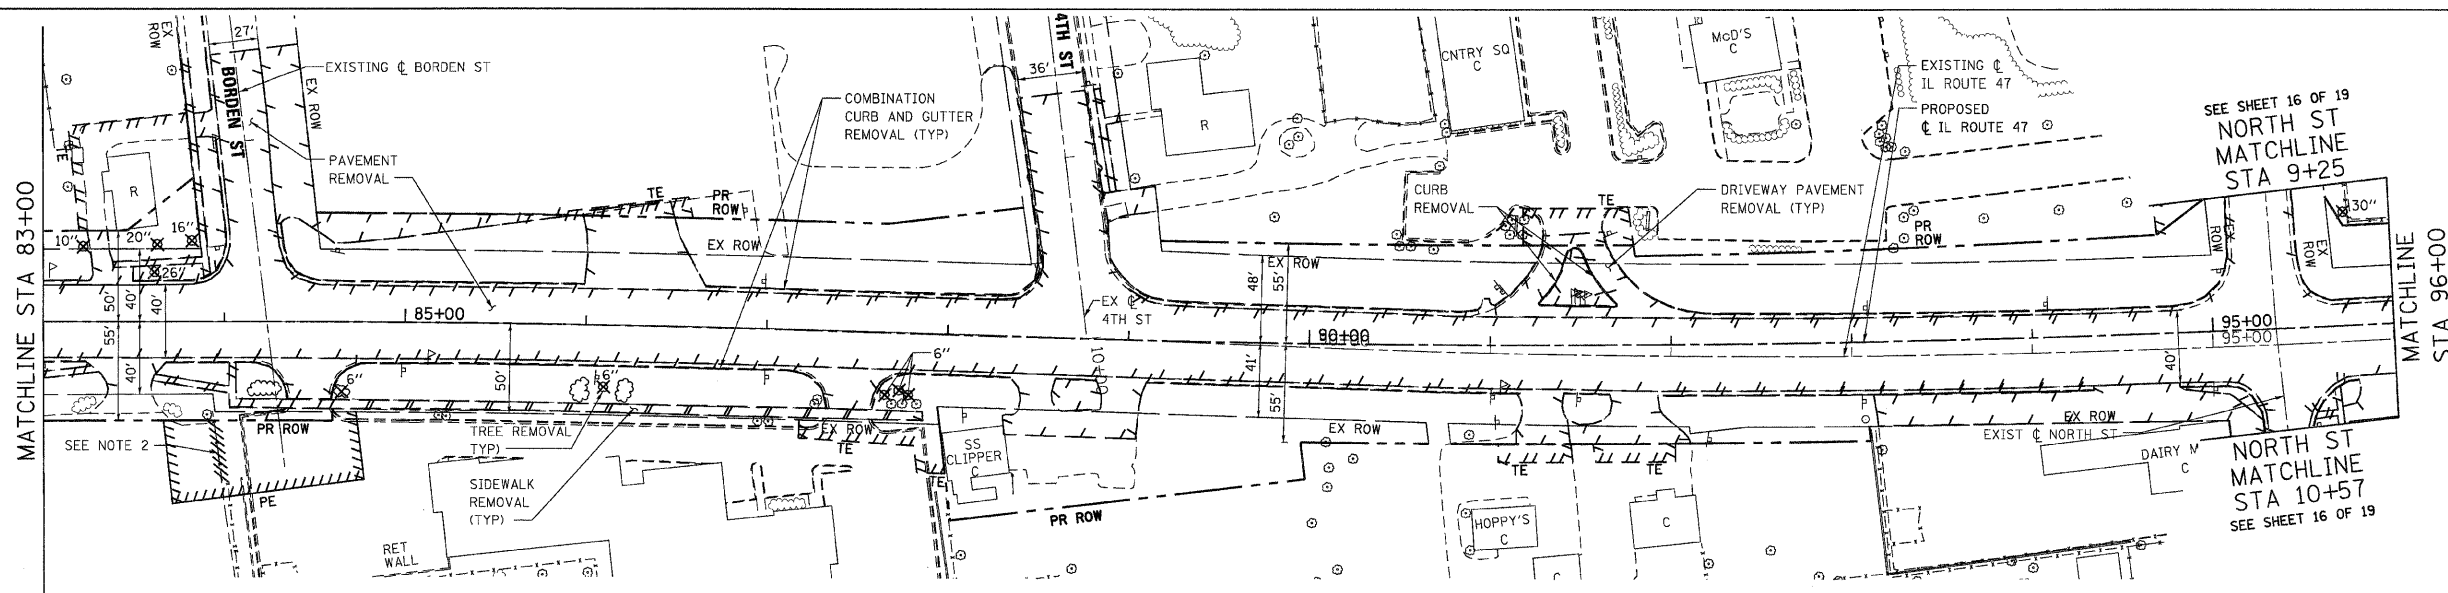 MATCHLINE STA 83+00
EX
ROW
27'
BORDEN ST
EXISTING ℄ BORDEN ST
EX ROW
PAVEMENT
REMOVAL
TE
R
10"
20"
16"
26"
50'
40'
40'
55'
40'
85+00
COMBINATION
CURB AND GUTTER
REMOVAL (TYP)
TE
PR
ROW
EX ROW
36'
4TH ST
R
EX ℄
4TH ST
CNTRY SQ
C
McD'S
C
CURB
REMOVAL
TE
DRIVEWAY PAVEMENT
REMOVAL (TYP)
EXISTING ℄
IL ROUTE 47
PROPOSED
℄ IL ROUTE 47
PR
ROW
EX ROW
48'
55'
41'
55'
90+00
SEE SHEET 16 OF 19
NORTH ST
MATCHLINE
STA 9+25
30"
EX
ROW
EX
ROW
MATCHLINE
STA 96+00
95+00
95+00
40'
6"
6"
6"
50'
10+00
SEE NOTE 2
PR ROW
PE
TREE REMOVAL
TYP)
SIDEWALK
REMOVAL
(TYP)
RET
WALL
EX ROW
TE
TE
SS
CLIPPER
C
PR ROW
EX ROW
TE
TE
HOPPY'S
C
C
C
EX ROW
EXIST ℄ NORTH ST
DAIRY M
C
NORTH ST
MATCHLINE
STA 10+57
SEE SHEET 16 OF 19